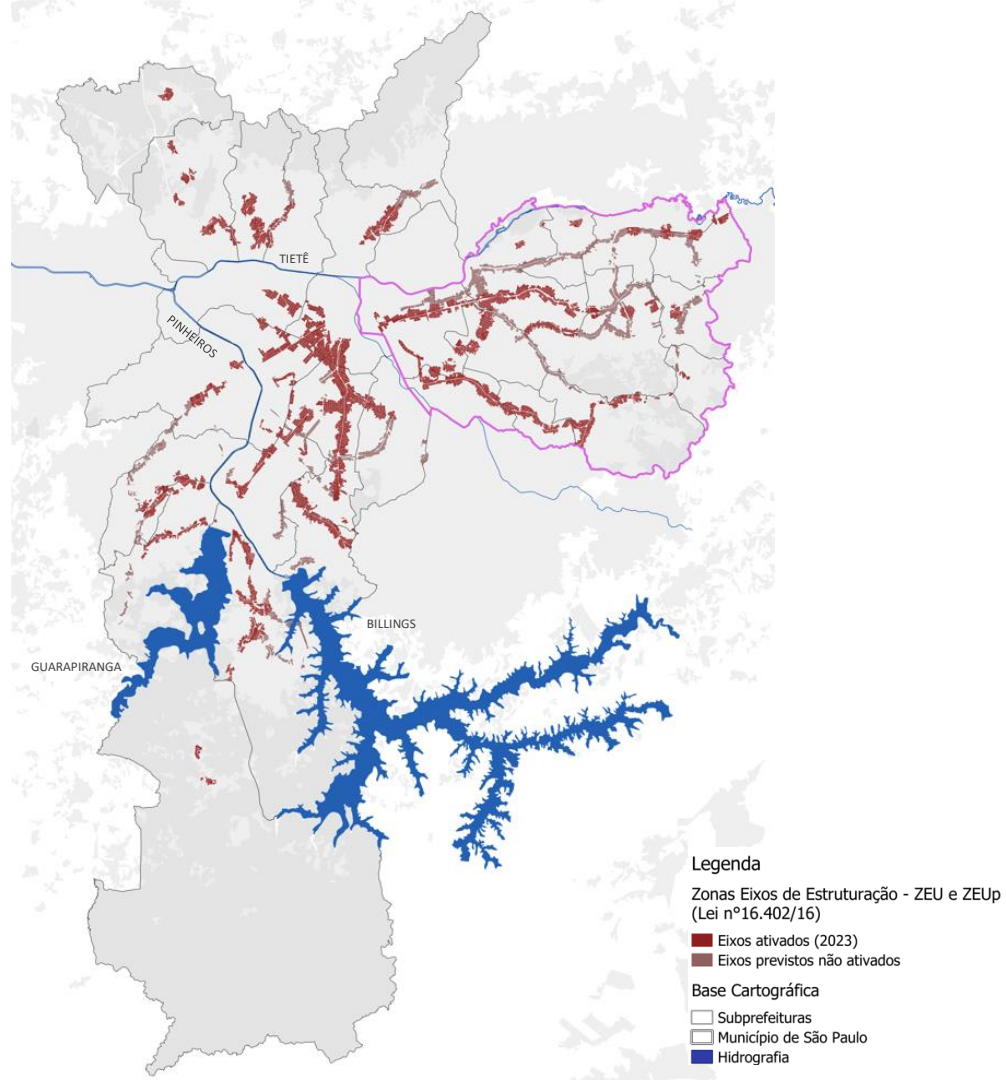 TIETÊ
PINHEIROS
BILLINGS
GUARAPIRANGA
Legenda
Zonas Eixos de Estruturação - ZEU e ZEUp
(Lei n°16.402/16)
Eixos ativados (2023)
Eixos previstos não ativados
Base Cartográfica
Subprefeituras
Município de São Paulo
Hidrografia